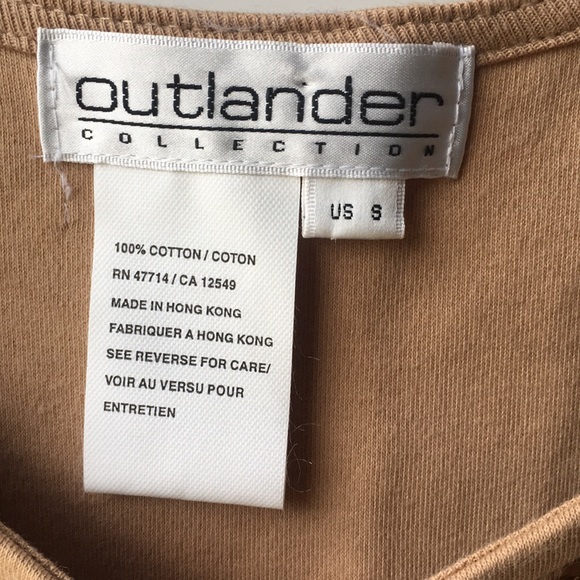 outlander
COLLECTION
US S
100% COTTON / COTON
RN 47714 / CA 12549
MADE IN HONG KONG
FABRIQUER A HONG KONG
SEE REVERSE FOR CARE/
VOIR AU VERSU POUR
ENTRETIEN